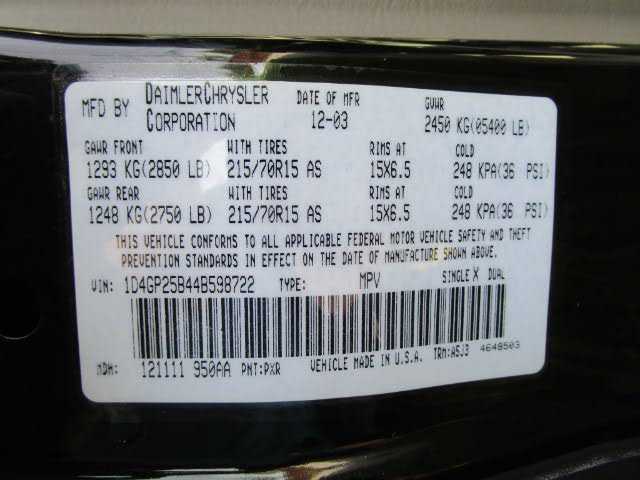 MFD BY DAIMLERCHRYSLER CORPORATION DATE OF MFR 12-03 GVWR 2450 KG(05400 LB)
GAWR FRONT WITH TIRES RIMS AT COLD
1293 KG(2850 LB) 215/70R15 AS 15X6.5 248 KPA(36 PSI)
GAWR REAR WITH TIRES RIMS AT COLD
1248 KG(2750 LB) 215/70R15 AS 15X6.5 248 KPA(36 PSI)
THIS VEHICLE CONFORMS TO ALL APPLICABLE FEDERAL MOTOR VEHICLE SAFETY AND THEFT
PREVENTION STANDARDS IN EFFECT ON THE DATE OF MANUFACTURE SHOWN ABOVE.
VIN: 1D4GP25B44B598722 TYPE: MPV SINGLE X DUAL
MDH: 121111 950AA PNT:PXR VEHICLE MADE IN U.S.A. TRM:ASJ3 4649503